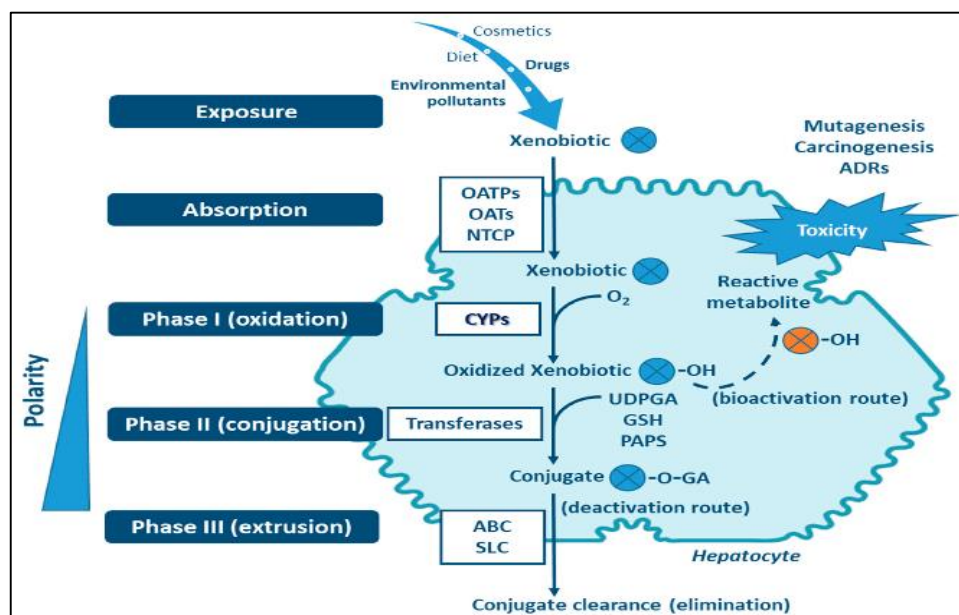 Cosmetics
Diet
Drugs
Environmental
pollutants
Exposure
Xenobiotic
Mutagenesis
Carcinogenesis
ADRs
Absorption
OATPs
OATs
NTCP
Toxicity
Xenobiotic
Reactive
metabolite
O₂
Phase I (oxidation)
CYPs
-OH
Oxidized Xenobiotic
-OH
(bioactivation route)
Polarity
UDPGA
GSH
PAPS
Phase II (conjugation)
Transferases
Conjugate
-O-GA
(deactivation route)
Phase III (extrusion)
ABC
SLC
Hepatocyte
Conjugate clearance (elimination)